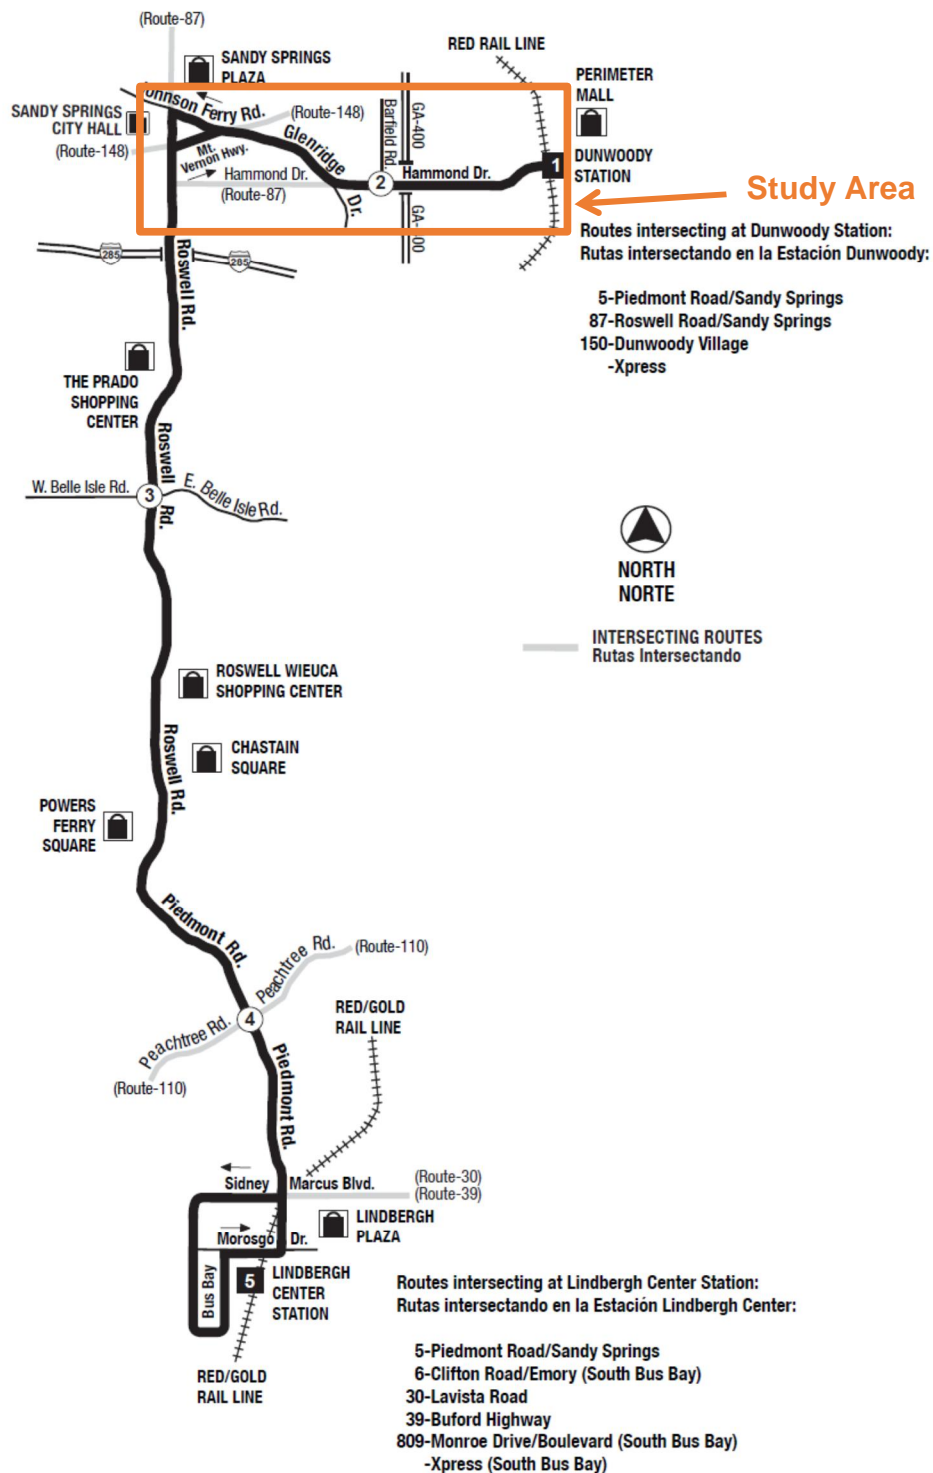 (Route-87)
SANDY SPRINGS
PLAZA
RED RAIL LINE
PERIMETER
MALL
SANDY SPRINGS
CITY HALL
Johnson Ferry Rd.
(Route-148)
Glenridge
Dr.
Barfield Rd.
GA-400
(Route-148)
Mt.
Vernon Hwy.
Hammond Dr.
(Route-87)
2
Hammond Dr.
1
DUNWOODY
STATION
Study Area
GA-400
285
285
Roswell Rd.
Routes intersecting at Dunwoody Station:
Rutas intersectando en la Estación Dunwoody:
5-Piedmont Road/Sandy Springs
87-Roswell Road/Sandy Springs
150-Dunwoody Village
-Xpress
THE PRADO
SHOPPING
CENTER
Roswell
Rd.
W. Belle Isle Rd.
3
E. Belle Isle Rd.
NORTH
NORTE
INTERSECTING ROUTES
Rutas Intersectando
ROSWELL WIEUCA
SHOPPING CENTER
Roswell Rd.
CHASTAIN
SQUARE
POWERS
FERRY
SQUARE
Piedmont Rd.
Peachtree Rd.
(Route-110)
4
Peachtree Rd.
(Route-110)
RED/GOLD
RAIL LINE
Piedmont Rd.
Sidney Marcus Blvd.
(Route-30)
(Route-39)
LINDBERGH
PLAZA
Morosgo Dr.
Bus Bay
5
LINDBERGH
CENTER
STATION
RED/GOLD
RAIL LINE
Routes intersecting at Lindbergh Center Station:
Rutas intersectando en la Estación Lindbergh Center:
5-Piedmont Road/Sandy Springs
6-Clifton Road/Emory (South Bus Bay)
30-Lavista Road
39-Buford Highway
809-Monroe Drive/Boulevard (South Bus Bay)
-Xpress (South Bus Bay)